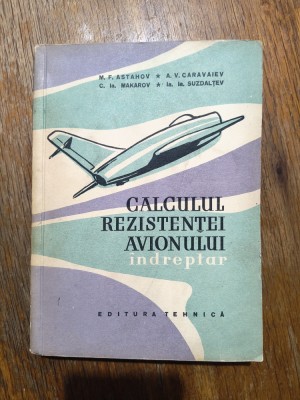 M. F. ASTAHOV ★ A. V. CARAVAIEV
C. Ia. MAKAROV ★ Ia. Ia. SUZDALȚEV
CALCULUL
REZISTENȚEI
AVIONULUI
îndreptar
EDITURA TEHNICĂ